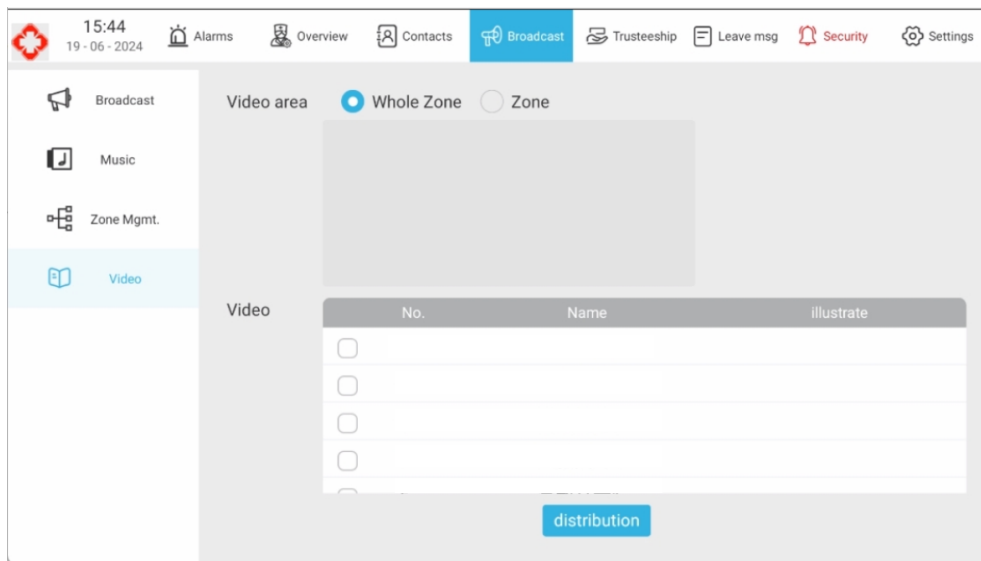 15:44
19 - 06 - 2024
Alarms
Overview
Contacts
Broadcast
Trusteeship
Leave msg
Security
Settings
Broadcast
Music
Zone Mgmt.
Video
Video area
Whole Zone
Zone
Video
No. Name illustrate
distribution